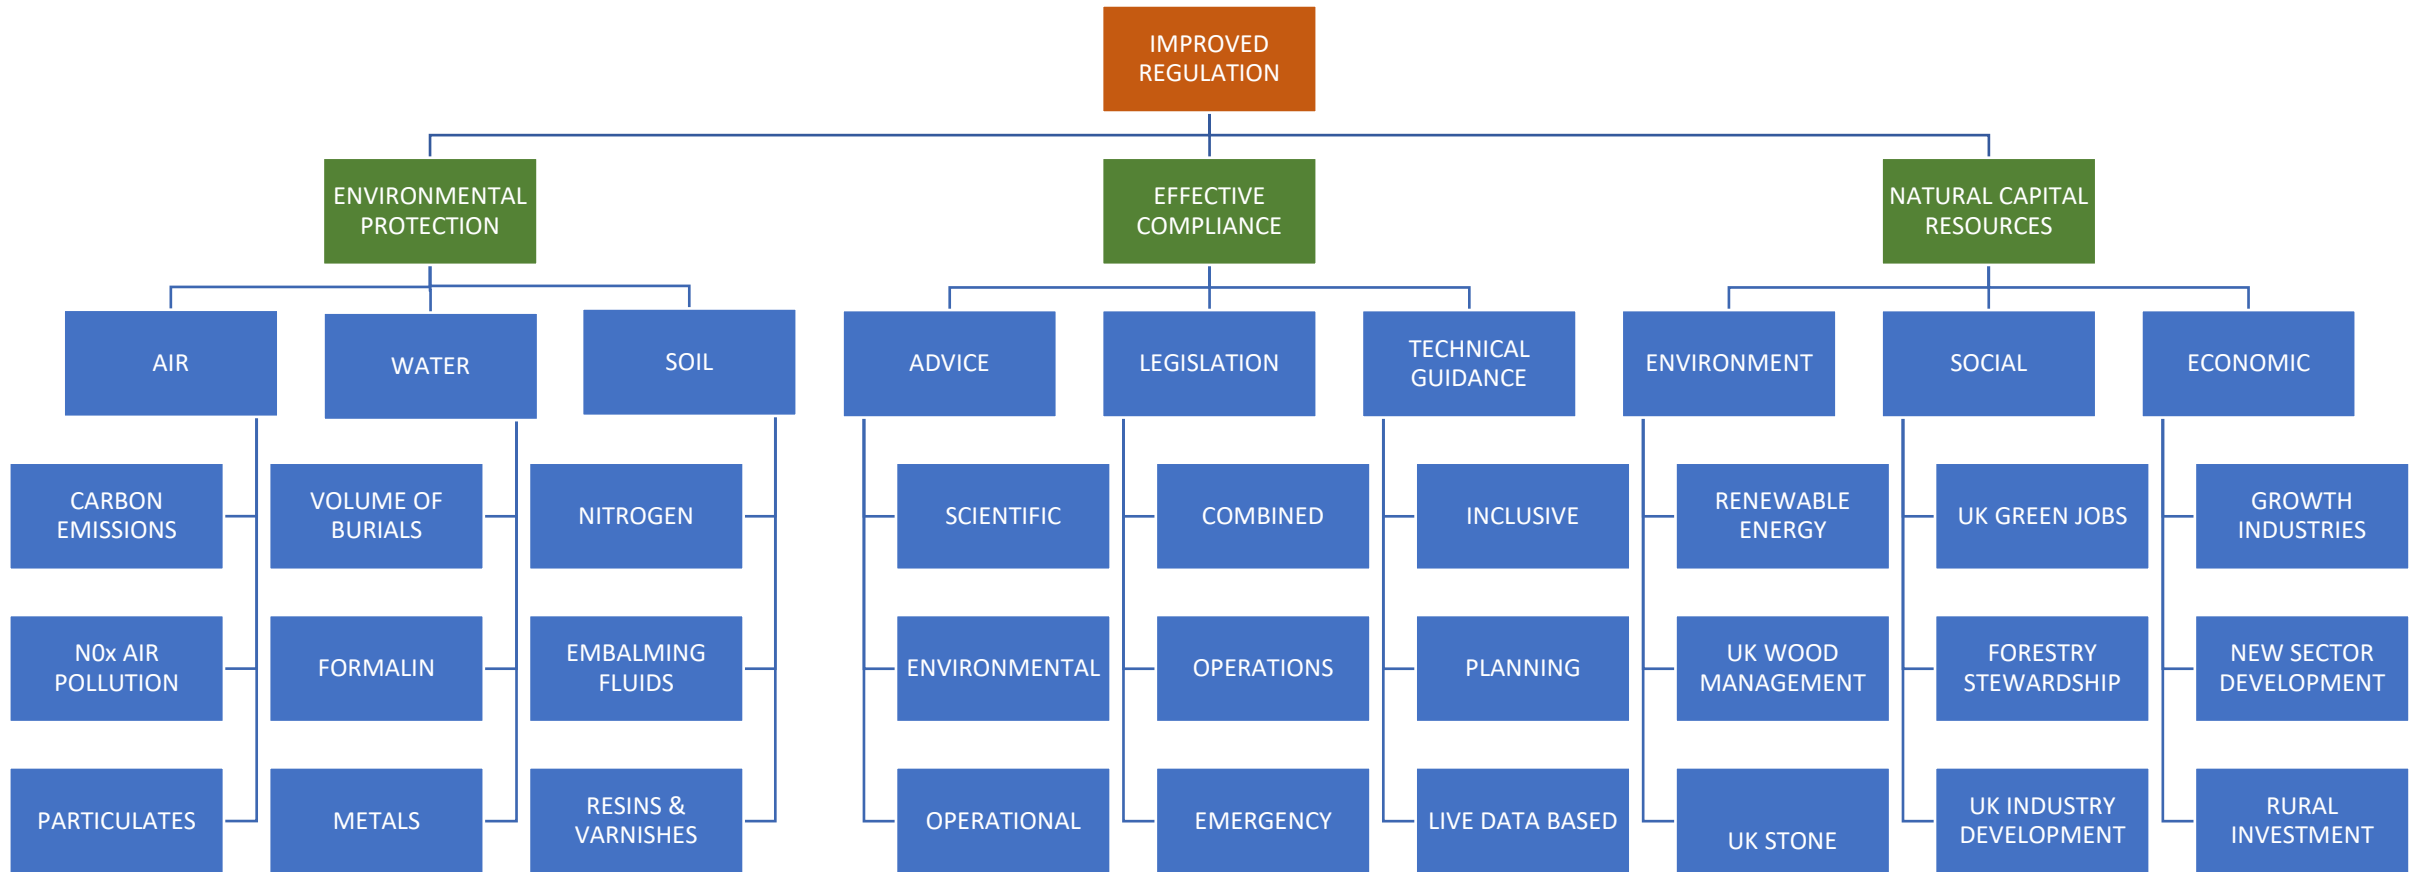 IMPROVED
REGULATION
ENVIRONMENTAL
PROTECTION
EFFECTIVE
COMPLIANCE
NATURAL CAPITAL
RESOURCES
AIR
WATER
SOIL
ADVICE
LEGISLATION
TECHNICAL
GUIDANCE
ENVIRONMENT
SOCIAL
ECONOMIC
CARBON
EMISSIONS
VOLUME OF
BURIALS
NITROGEN
SCIENTIFIC
COMBINED
INCLUSIVE
RENEWABLE
ENERGY
UK GREEN JOBS
GROWTH
INDUSTRIES
N0x AIR
POLLUTION
FORMALIN
EMBALMING
FLUIDS
ENVIRONMENTAL
OPERATIONS
PLANNING
UK WOOD
MANAGEMENT
FORESTRY
STEWARDSHIP
NEW SECTOR
DEVELOPMENT
PARTICULATES
METALS
RESINS &
VARNISHES
OPERATIONAL
EMERGENCY
LIVE DATA BASED
UK STONE
UK INDUSTRY
DEVELOPMENT
RURAL
INVESTMENT